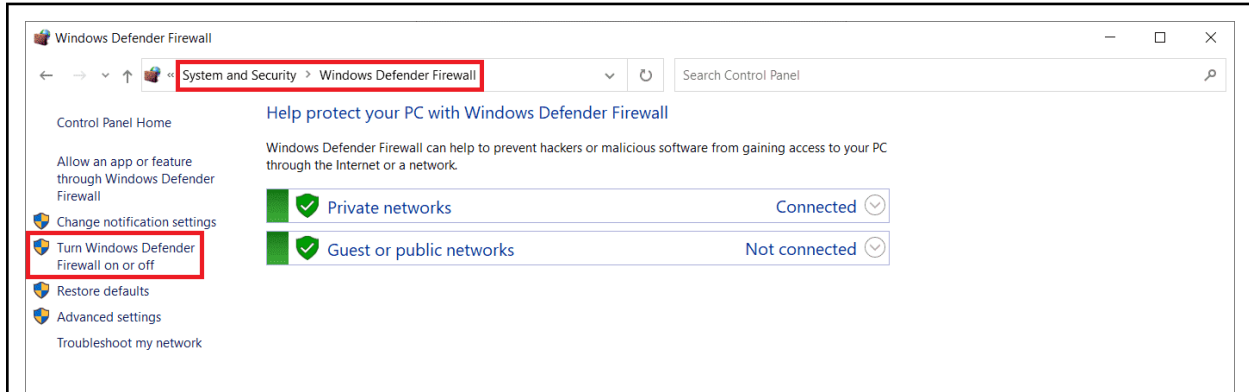 Windows Defender Firewall
« System and Security > Windows Defender Firewall
Search Control Panel
Control Panel Home
Allow an app or feature
through Windows Defender
Firewall
Change notification settings
Turn Windows Defender
Firewall on or off
Restore defaults
Advanced settings
Troubleshoot my network
Help protect your PC with Windows Defender Firewall
Windows Defender Firewall can help to prevent hackers or malicious software from gaining access to your PC
through the Internet or a network.
Private networks Connected
Guest or public networks Not connected